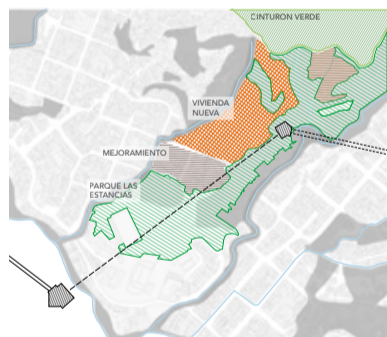 CINTURON VERDE
VIVIENDA
NUEVA
MEJORAMIENTO
PARQUE LAS
ESTANCIAS